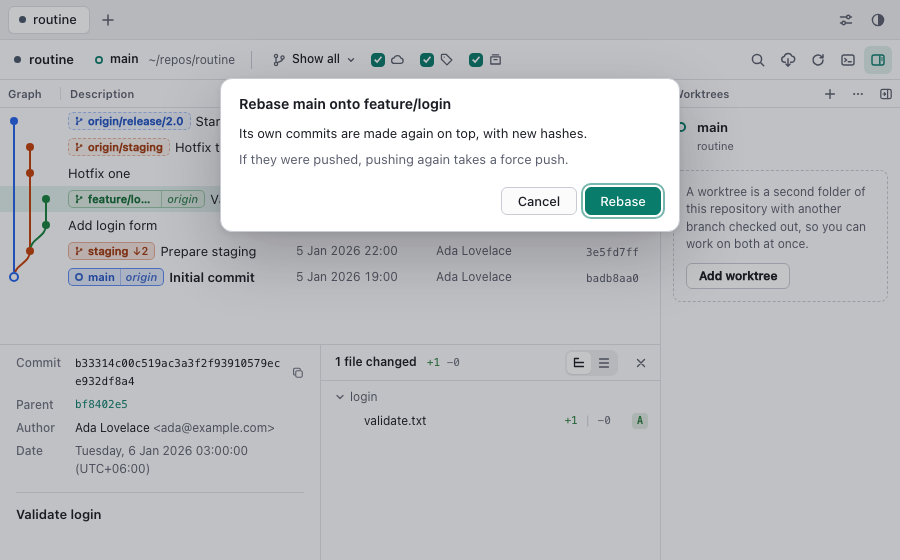 routine
routine main ~/repos/routine Show all
Graph Description Worktrees
origin/release/2.0
origin/staging
Hotfix one
feature/lo... origin
Add login form
staging ↓2 Prepare staging 5 Jan 2026 22:00 Ada Lovelace 3e5fd7ff
main origin Initial commit 5 Jan 2026 19:00 Ada Lovelace badb8aa0
Rebase main onto feature/login
Its own commits are made again on top, with new hashes.
If they were pushed, pushing again takes a force push.
Cancel Rebase
main
routine
A worktree is a second folder of
this repository with another
branch checked out, so you can
work on both at once.
Add worktree
Commit b33314c00c519ac3a3f2f93910579ec
e932df8a4
Parent bf8402e5
Author Ada Lovelace <ada@example.com>
Date Tuesday, 6 Jan 2026 03:00:00
(UTC+06:00)
Validate login
1 file changed +1 −0
login
validate.txt +1 −0 A